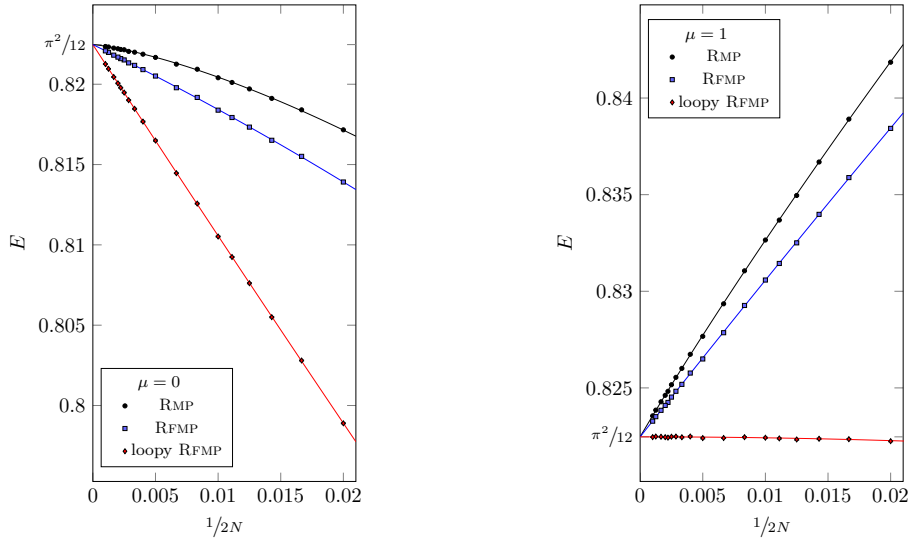 π²/12
0.82
0.815
0.81
0.805
0.8
E
μ = 0
RMP
RFMP
loopy RFMP
0
0.005
0.01
0.015
0.02
1/2N
0.84
0.835
0.83
0.825
π²/12
E
μ = 1
RMP
RFMP
loopy RFMP
0
0.005
0.01
0.015
0.02
1/2N